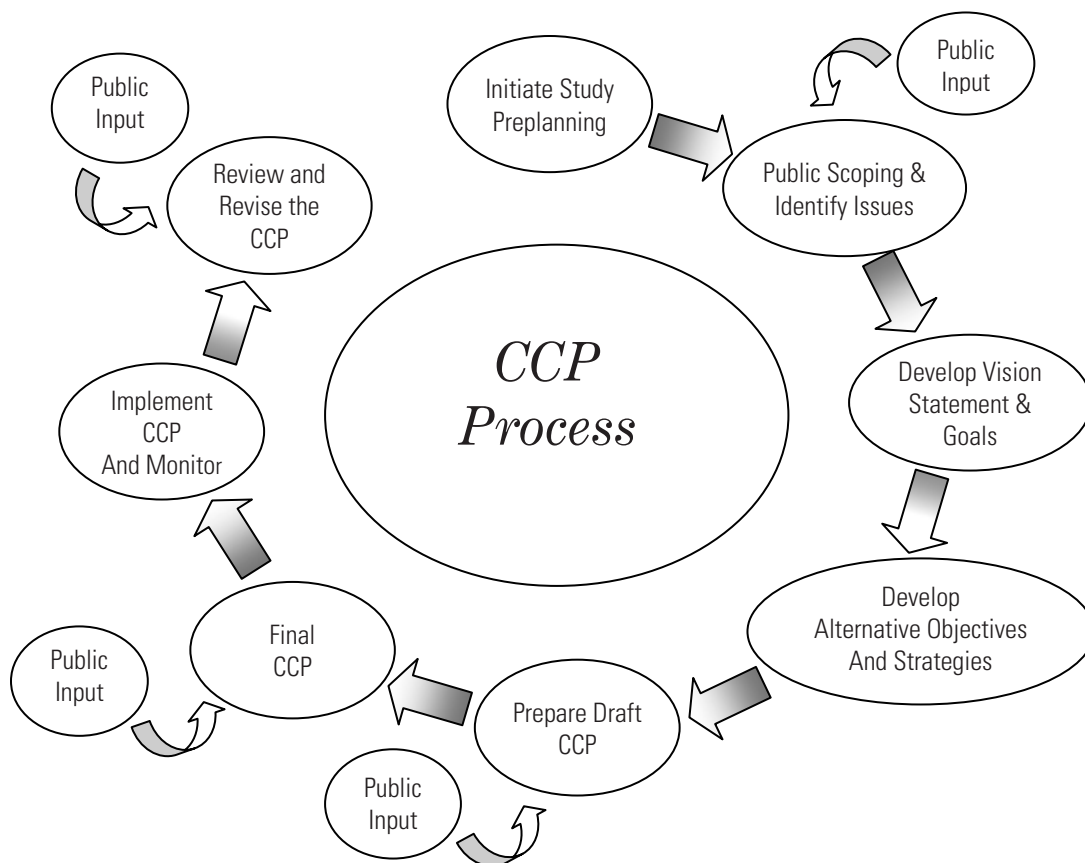 Initiate Study
Preplanning
Public
Input
Public Scoping &
Identify Issues
Develop Vision
Statement &
Goals
Develop
Alternative Objectives
And Strategies
Prepare Draft
CCP
Public
Input
Final
CCP
Public
Input
Implement
CCP
And Monitor
Review and
Revise the
CCP
Public
Input
CCP
Process